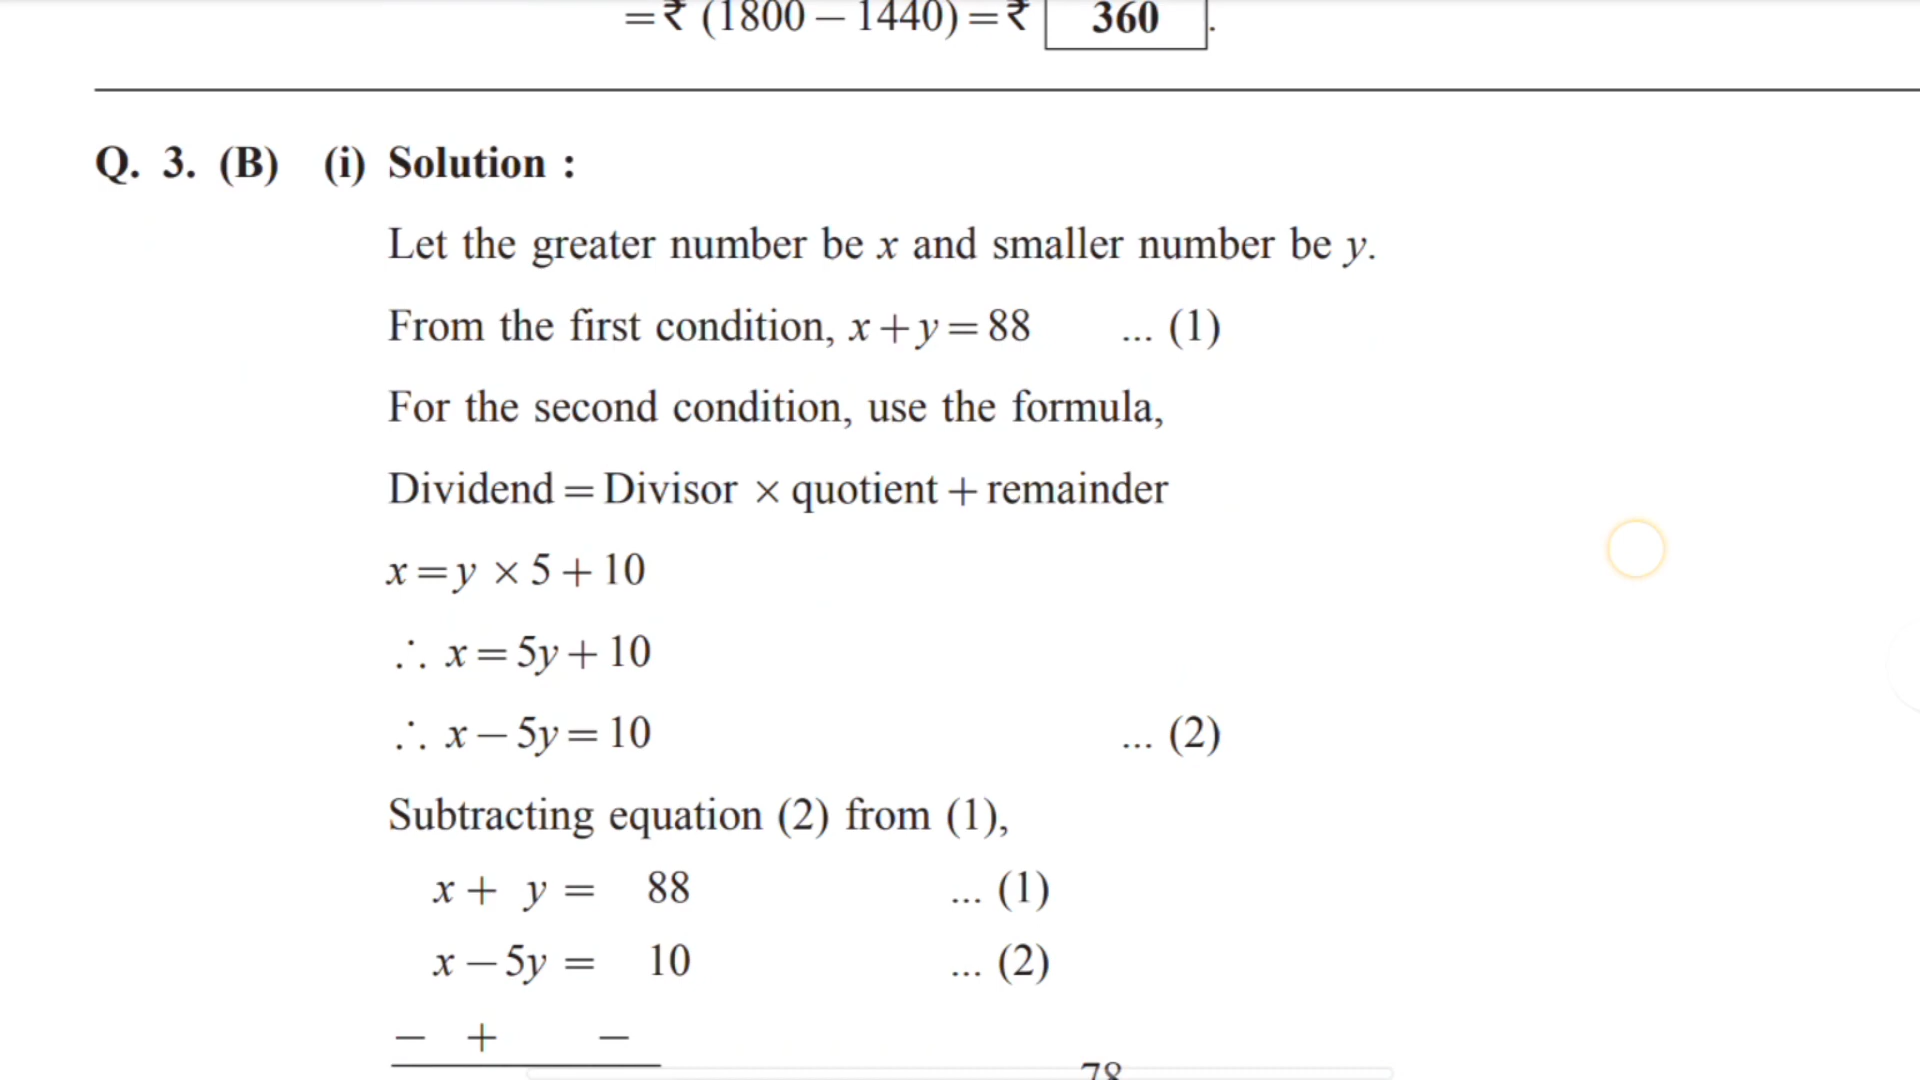 =₹ (1800 – 1440)=₹ 360.
Q. 3. (B) (i) Solution :
Let the greater number be x and smaller number be y.
From the first condition, x+y=88 ... (1)
For the second condition, use the formula,
Dividend=Divisor × quotient+remainder
x=y ×5+10
∴ x=5y+10
∴ x–5y=10 ... (2)
Subtracting equation (2) from (1),
x+ y = 88 ... (1)
x–5y = 10 ... (2)
– + –
78